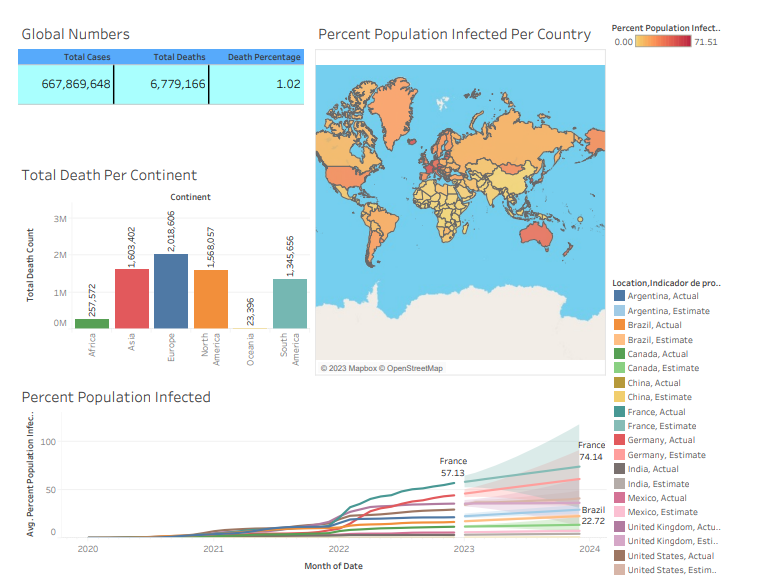 Global Numbers
Total Cases Total Deaths Death Percentage
667,869,648 6,779,166 1.02
Percent Population Infected Per Country
© 2023 Mapbox © OpenStreetMap
Percent Population Infect..
0.00 71.51
Total Death Per Continent
Continent
Total Death Count
3M
2M
1M
0M
257,572
1,603,402
2,018,606
1,568,057
23,396
1,345,656
Africa
Asia
Europe
North
America
Oceania
South
America
Percent Population Infected
Avg. Percent Population Infec..
100
50
0
France
57.13
France
74.14
Brazil
22.72
2020 2021 2022 2023 2024
Month of Date
Location,Indicador de pro..
Argentina, Actual
Argentina, Estimate
Brazil, Actual
Brazil, Estimate
Canada, Actual
Canada, Estimate
China, Actual
China, Estimate
France, Actual
France, Estimate
Germany, Actual
Germany, Estimate
India, Actual
India, Estimate
Mexico, Actual
Mexico, Estimate
United Kingdom, Actu..
United Kingdom, Esti..
United States, Actual
United States, Estim..